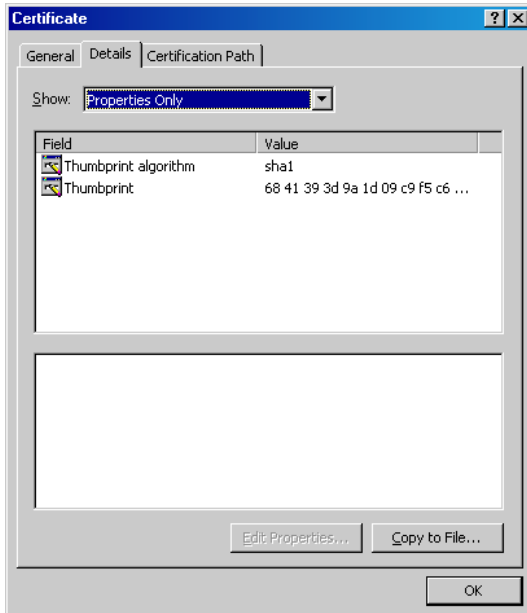 Certificate
General Details Certification Path
Show: Properties Only
Field Value
Thumbprint algorithm sha1
Thumbprint 68 41 39 3d 9a 1d 09 c9 f5 c6 ...
Edit Properties... Copy to File...
OK